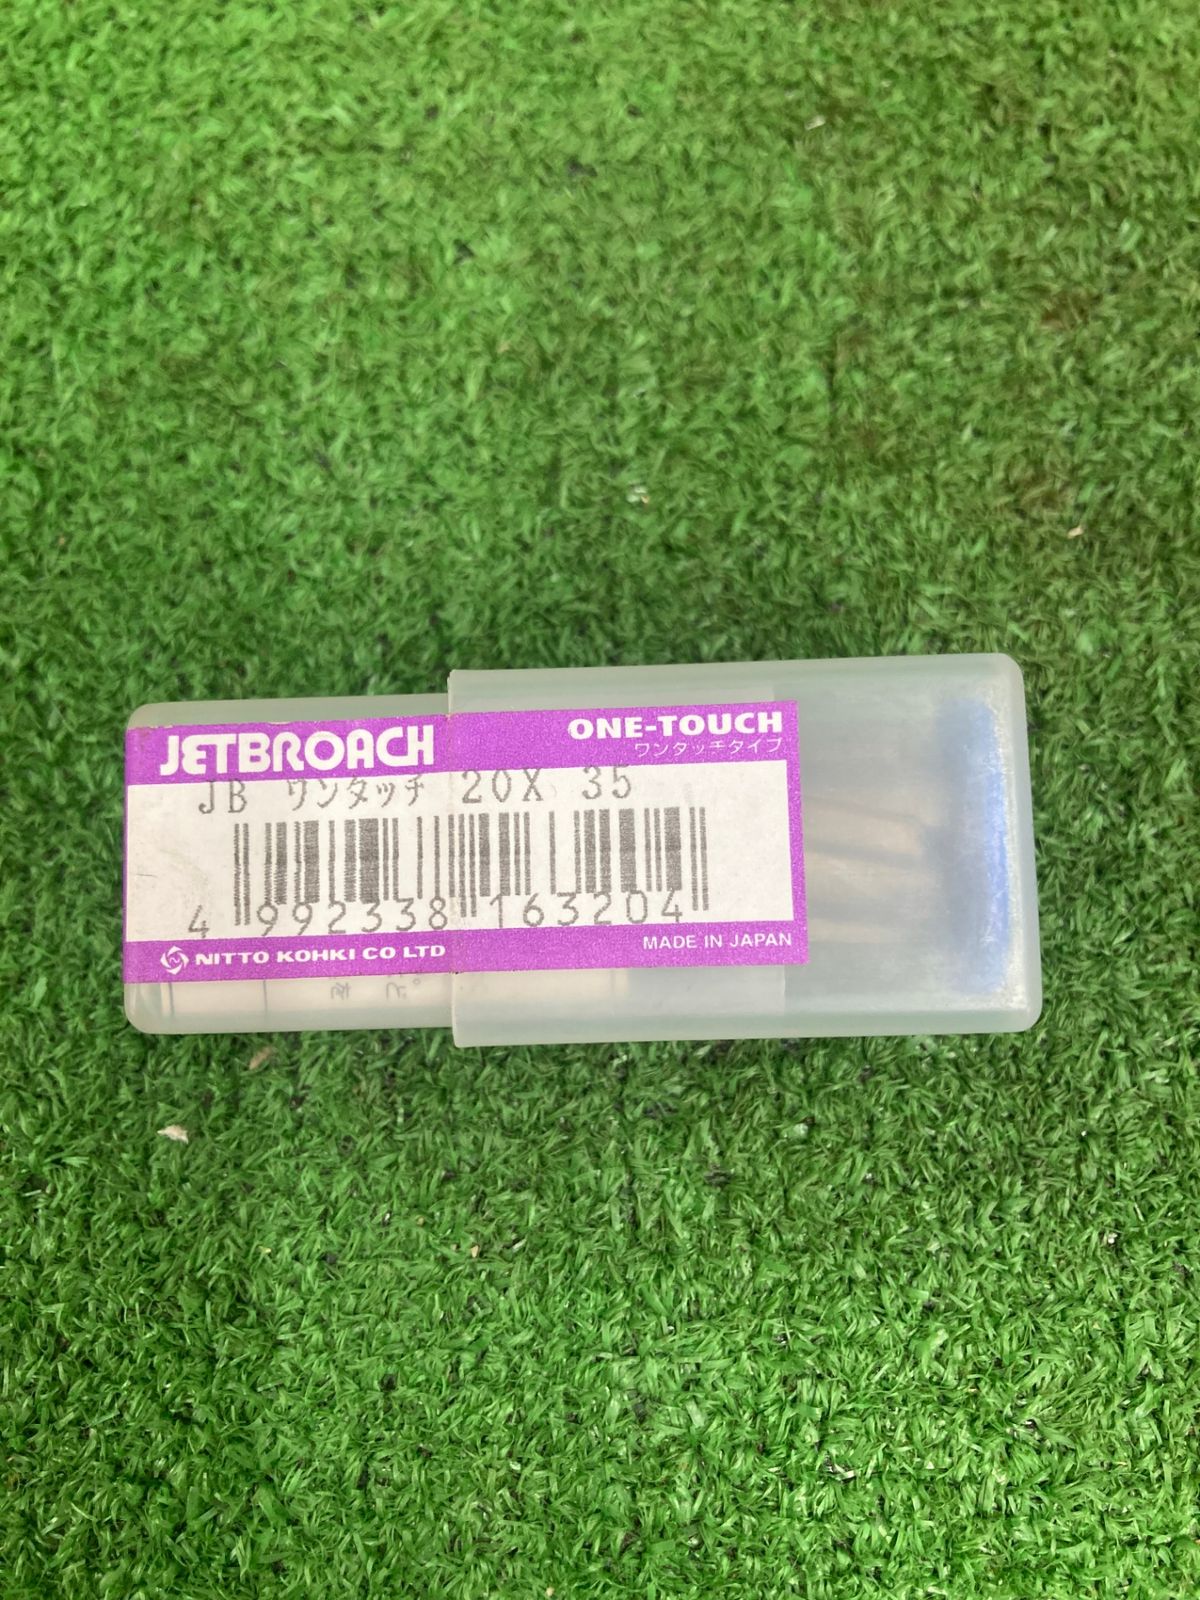 JETBROACH
ONE-TOUCH
ワンタッチタイプ
JB ワンタッチ 20X 35
4 992338 163204
NITTO KOHKI CO LTD
MADE IN JAPAN